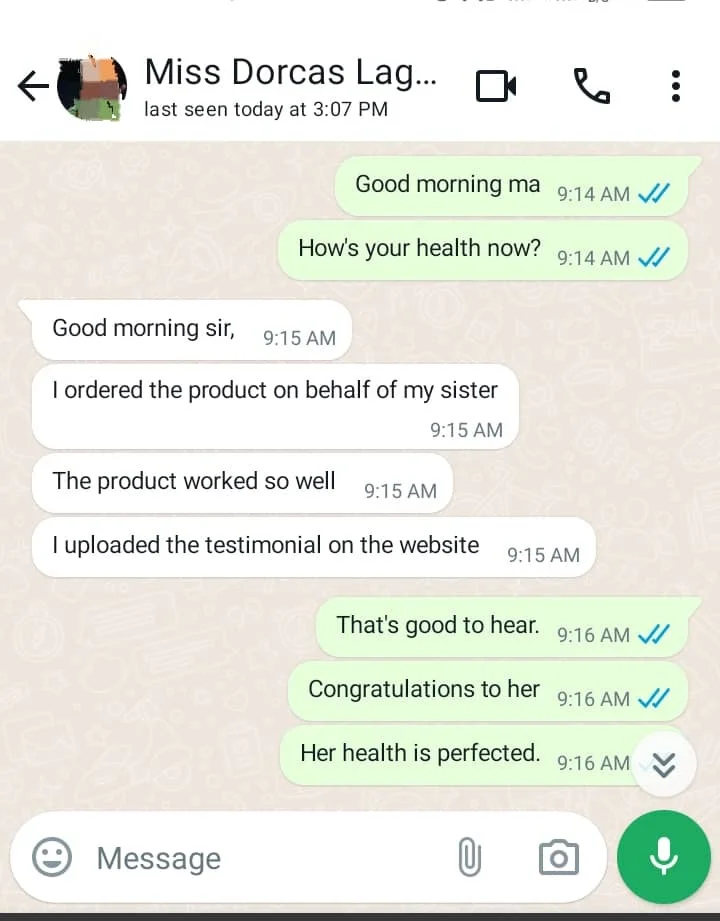 Miss Dorcas Lag...
last seen today at 3:07 PM
Good morning ma 9:14 AM
How's your health now? 9:14 AM
Good morning sir, 9:15 AM
I ordered the product on behalf of my sister
9:15 AM
The product worked so well 9:15 AM
I uploaded the testimonial on the website 9:15 AM
That's good to hear. 9:16 AM
Congratulations to her 9:16 AM
Her health is perfected. 9:16 AM
Message